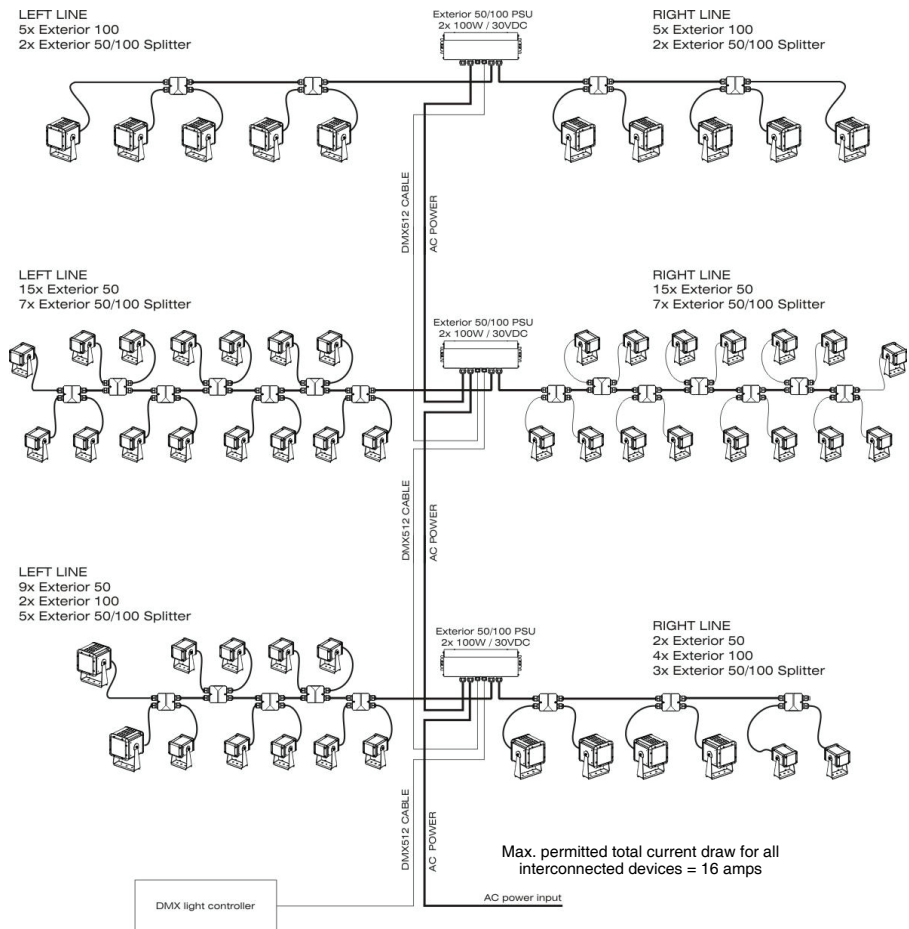 LEFT LINE
5x Exterior 100
2x Exterior 50/100 Splitter
Exterior 50/100 PSU
2x 100W / 30VDC
RIGHT LINE
5x Exterior 100
2x Exterior 50/100 Splitter
DMX512 CABLE
AC POWER
LEFT LINE
15x Exterior 50
7x Exterior 50/100 Splitter
Exterior 50/100 PSU
2x 100W / 30VDC
RIGHT LINE
15x Exterior 50
7x Exterior 50/100 Splitter
DMX512 CABLE
AC POWER
LEFT LINE
9x Exterior 50
2x Exterior 100
5x Exterior 50/100 Splitter
Exterior 50/100 PSU
2x 100W / 30VDC
RIGHT LINE
2x Exterior 50
4x Exterior 100
3x Exterior 50/100 Splitter
DMX512 CABLE
AC POWER
Max. permitted total current draw for all
interconnected devices = 16 amps
DMX light controller
AC power input